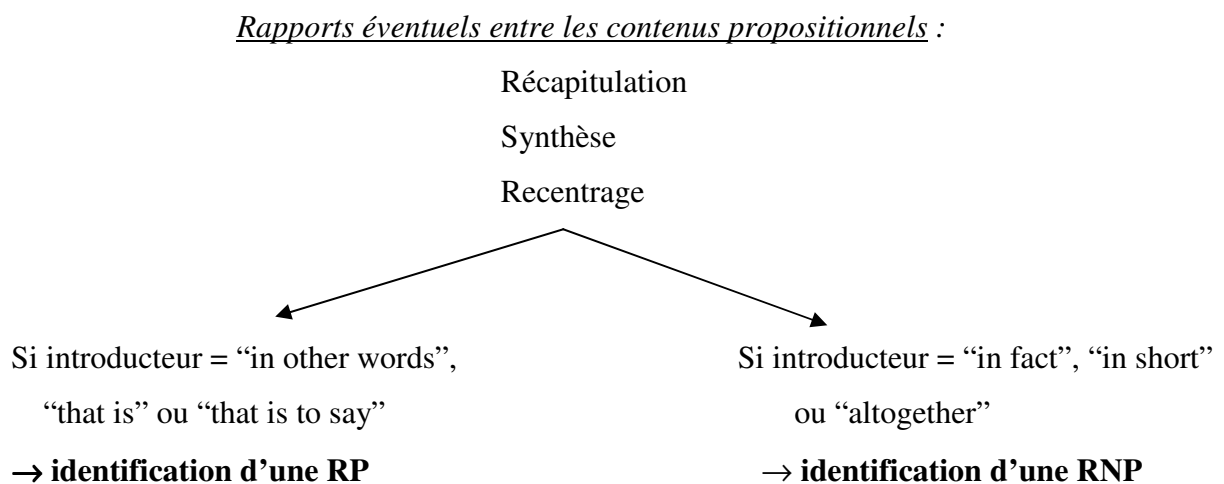 Rapports éventuels entre les contenus propositionnels :
Récapitulation
Synthèse
Recentrage
Si introducteur = “in other words”,
“that is” ou “that is to say”
→ identification d’une RP
Si introducteur = “in fact”, “in short”
ou “altogether”
→ identification d’une RNP